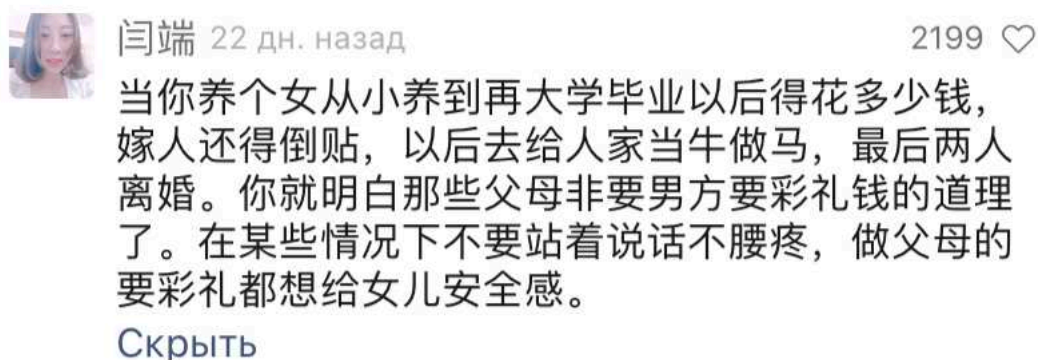 闫端 22 дн. назад 2199
当你养个女从小养到再大学毕业以后得花多少钱，
嫁人还得倒贴，以后去给人家当牛做马，最后两人
离婚。你就明白那些父母非要男方要彩礼钱的道理
了。在某些情况下不要站着说话不腰疼，做父母的
要彩礼都想给女儿安全感。
Скрыть